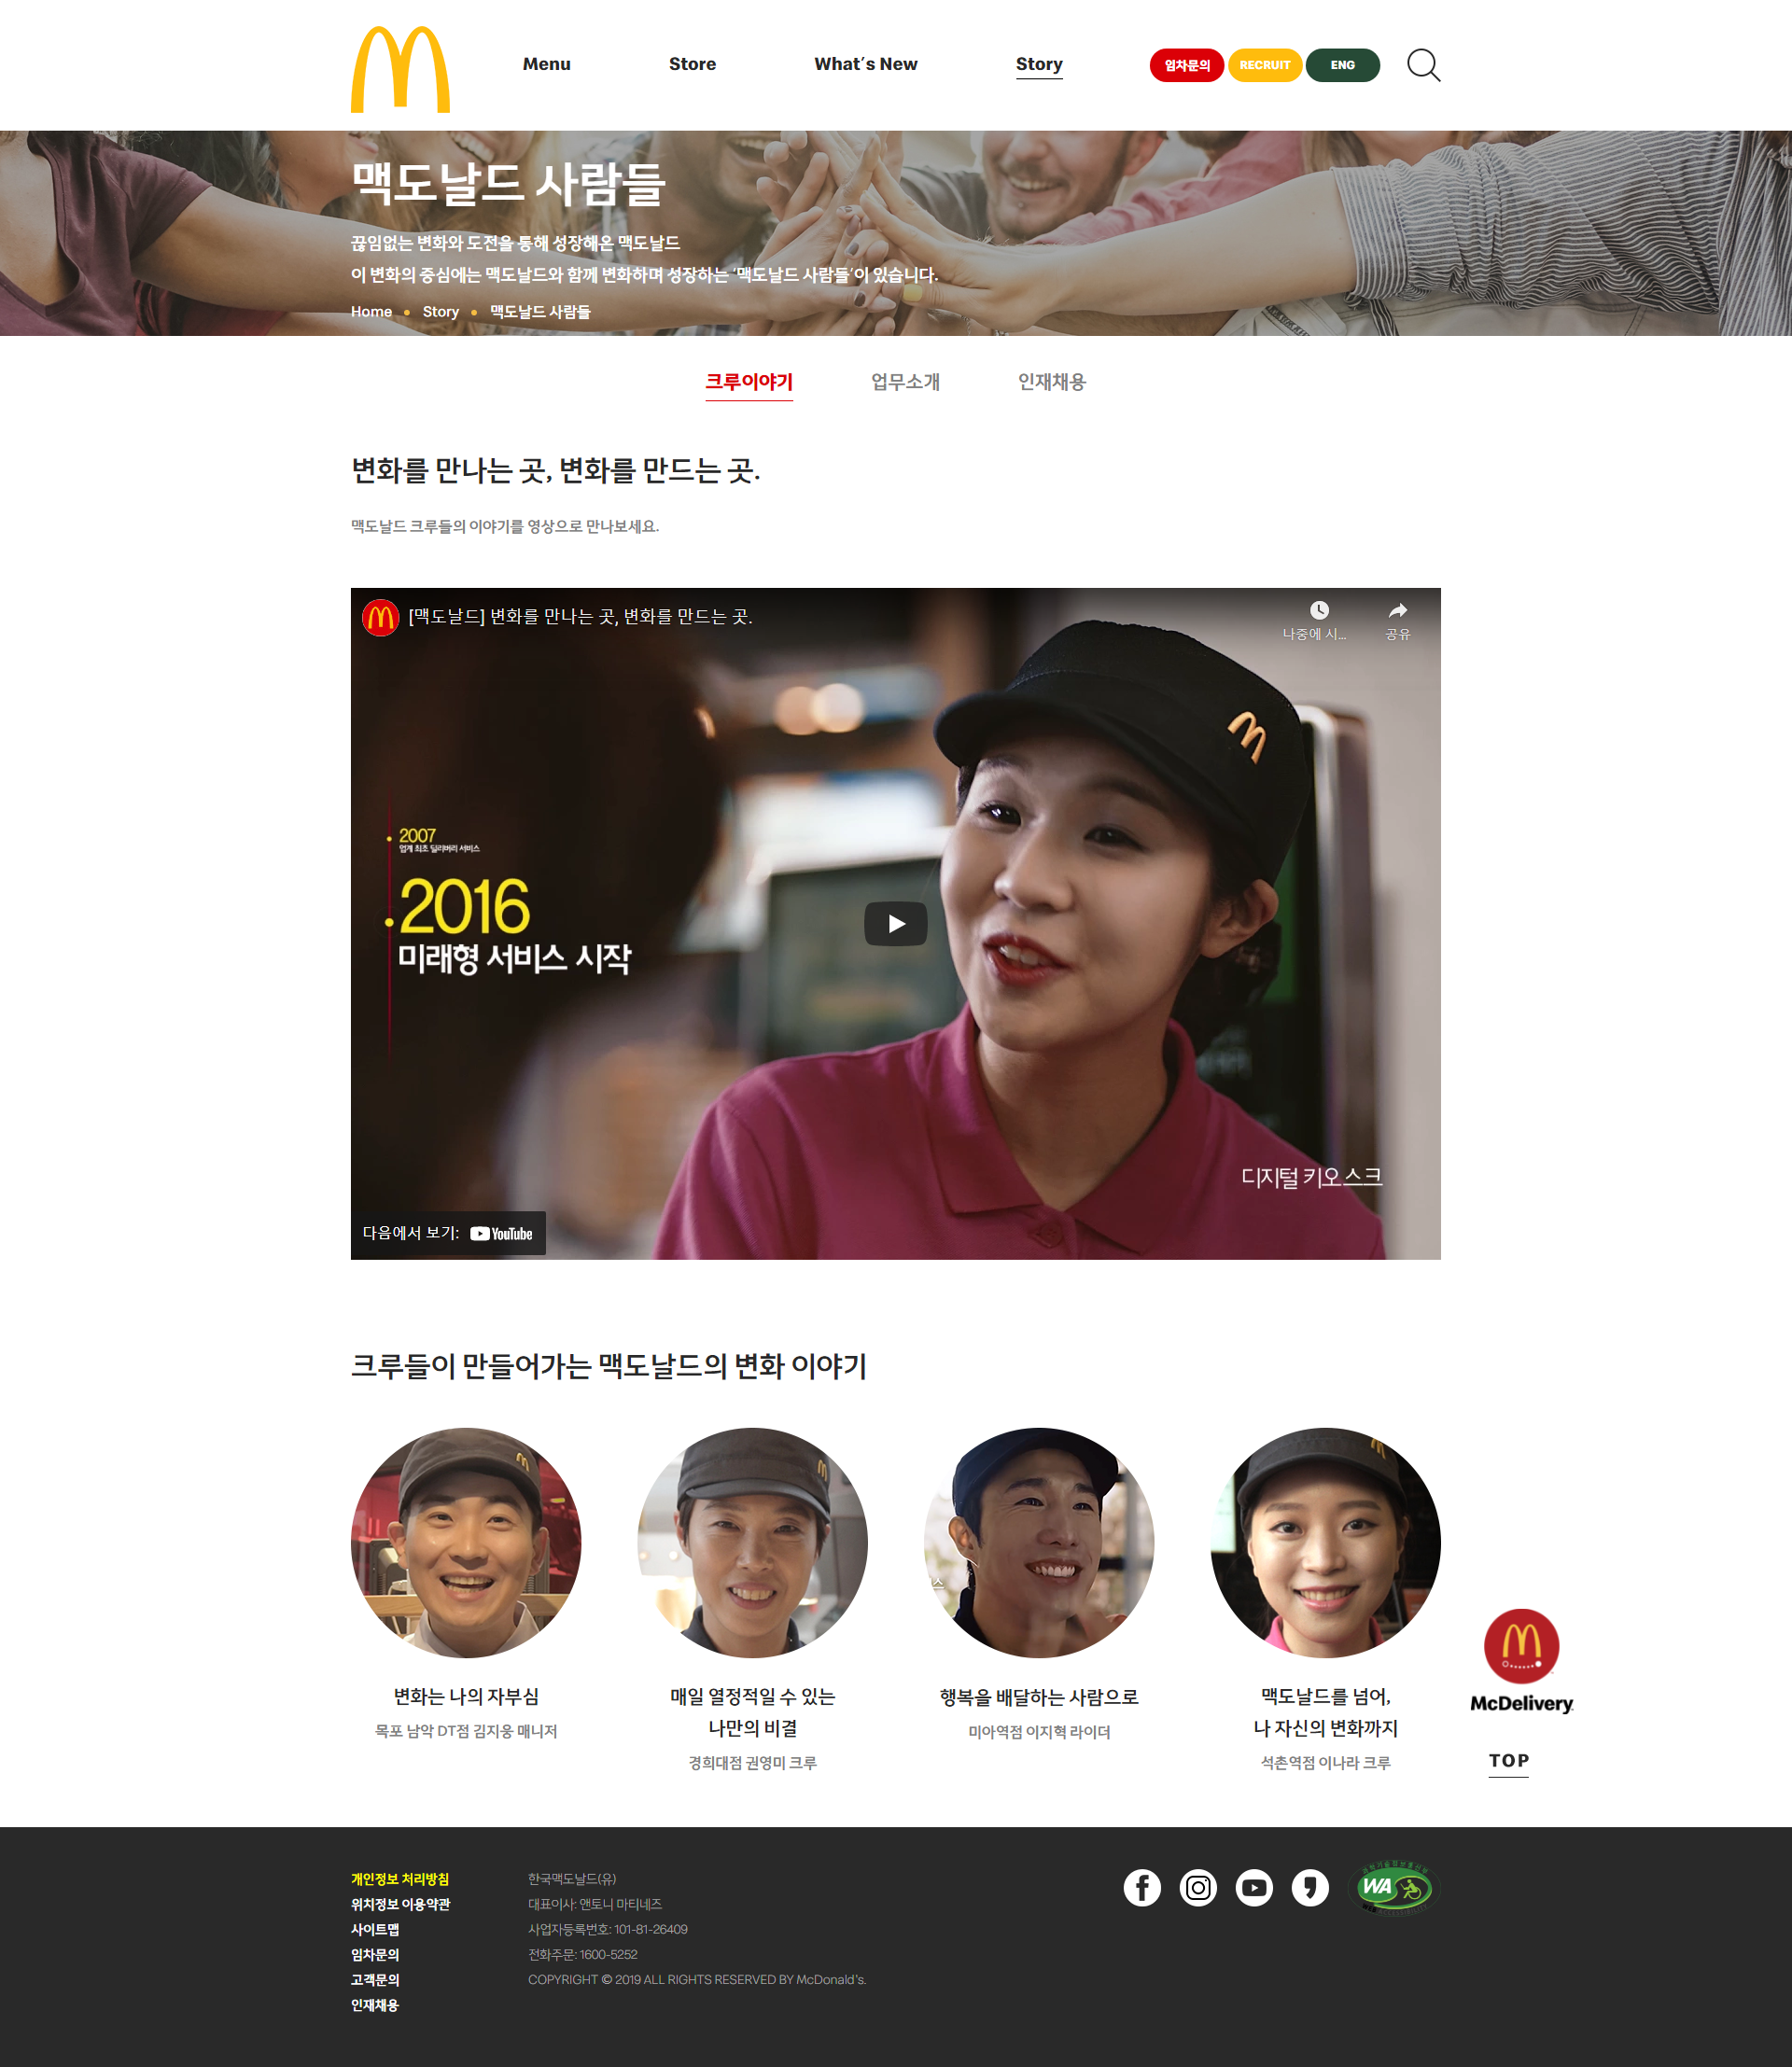 Menu
Store
What's New
Story
임차문의
RECRUIT
ENG
맥도날드 사람들
끊임없는 변화와 도전을 통해 성장해온 맥도날드
이 변화의 중심에는 맥도날드와 함께 변화하며 성장하는 ‘맥도날드 사람들’이 있습니다.
Home • Story • 맥도날드 사람들
크루이야기
업무소개
인재채용
변화를 만나는 곳, 변화를 만드는 곳.
맥도날드 크루들의 이야기를 영상으로 만나보세요.
[맥도날드] 변화를 만나는 곳, 변화를 만드는 곳.
나중에 시...
공유
2007
업계 최초 딜리버리 서비스
2016
미래형 서비스 시작
디지털 키오스크
다음에서 보기: YouTube
크루들이 만들어가는 맥도날드의 변화 이야기
스
변화는 나의 자부심
목포 남악 DT점 김지웅 매니저
매일 열정적일 수 있는
나만의 비결
경희대점 권영미 크루
행복을 배달하는 사람으로
미아역점 이지혁 라이더
맥도날드를 넘어,
나 자신의 변화까지
석촌역점 이나라 크루
McDelivery
TOP
개인정보 처리방침
위치정보 이용약관
사이트맵
임차문의
고객문의
인재채용
한국맥도날드(유)
대표이사: 앤토니 마티네즈
사업자등록번호: 101-81-26409
전화주문: 1600-5252
COPYRIGHT © 2019 ALL RIGHTS RESERVED BY McDonald's.
과학기술정보통신부
WA
WEB ACCESSIBILITY